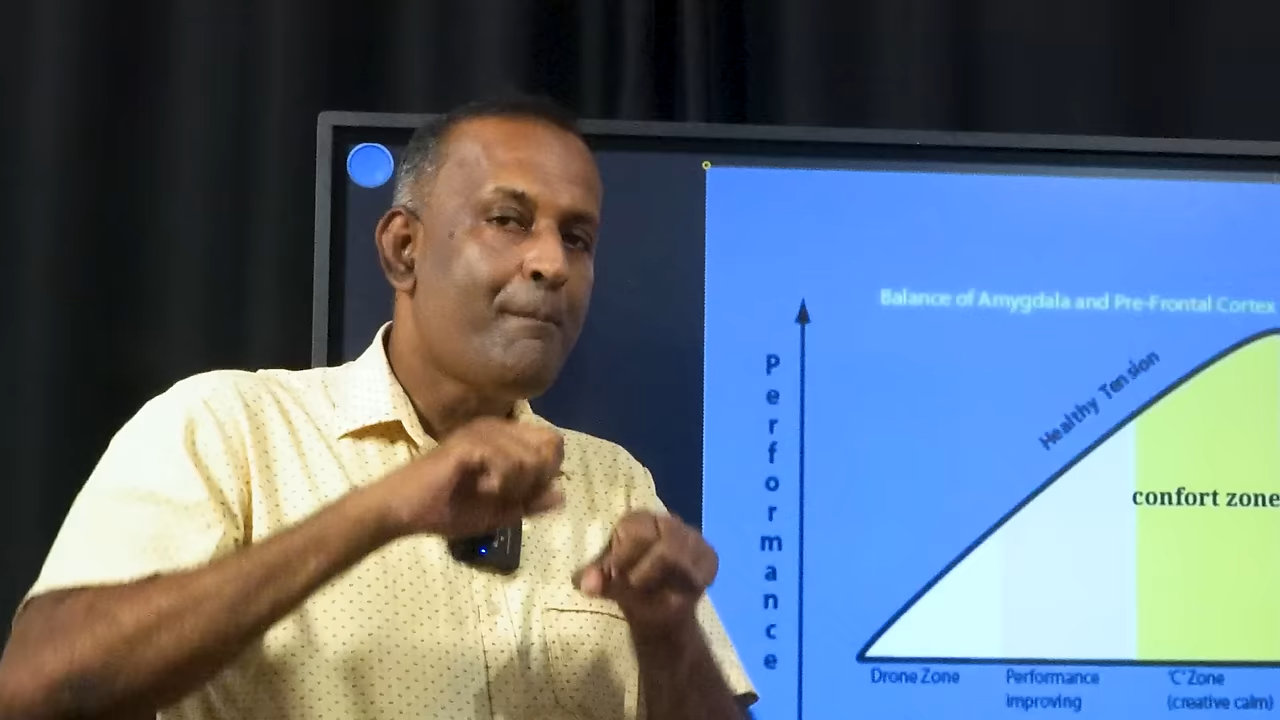 Balance of Amygdala and Pre-Frontal Cortex
Performance
Healthy Tension
confort zone
Drone Zone
Performance
improving
'C' Zone
(creative calm)